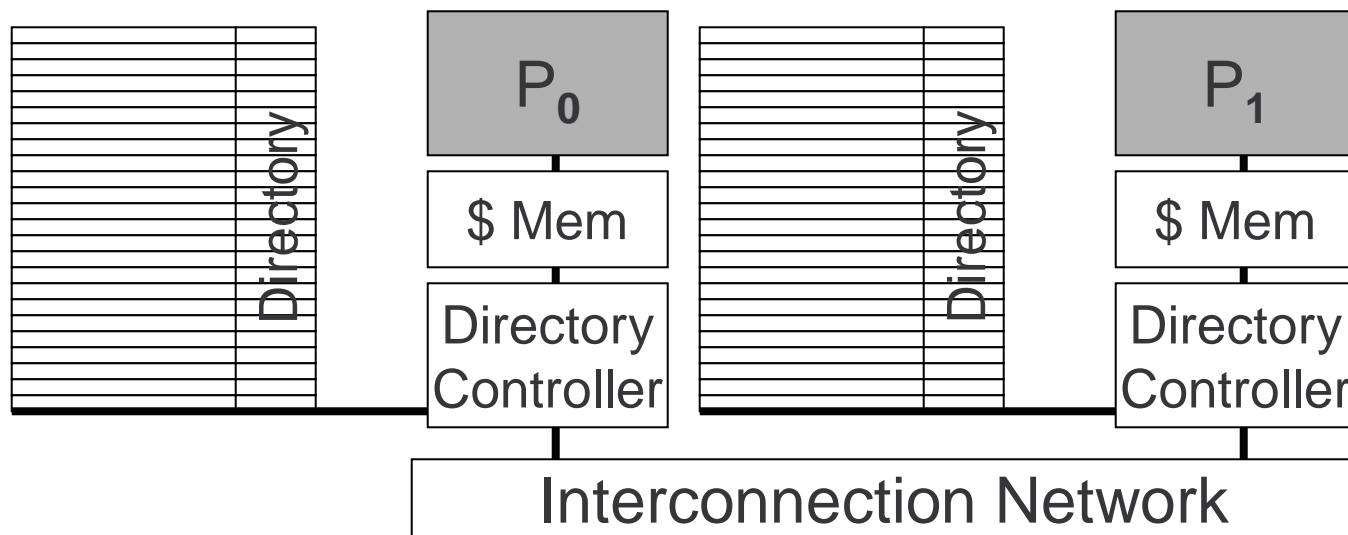 Directory
P0
$ Mem
Directory
Controller
Directory
P1
$ Mem
Directory
Controller
Interconnection Network